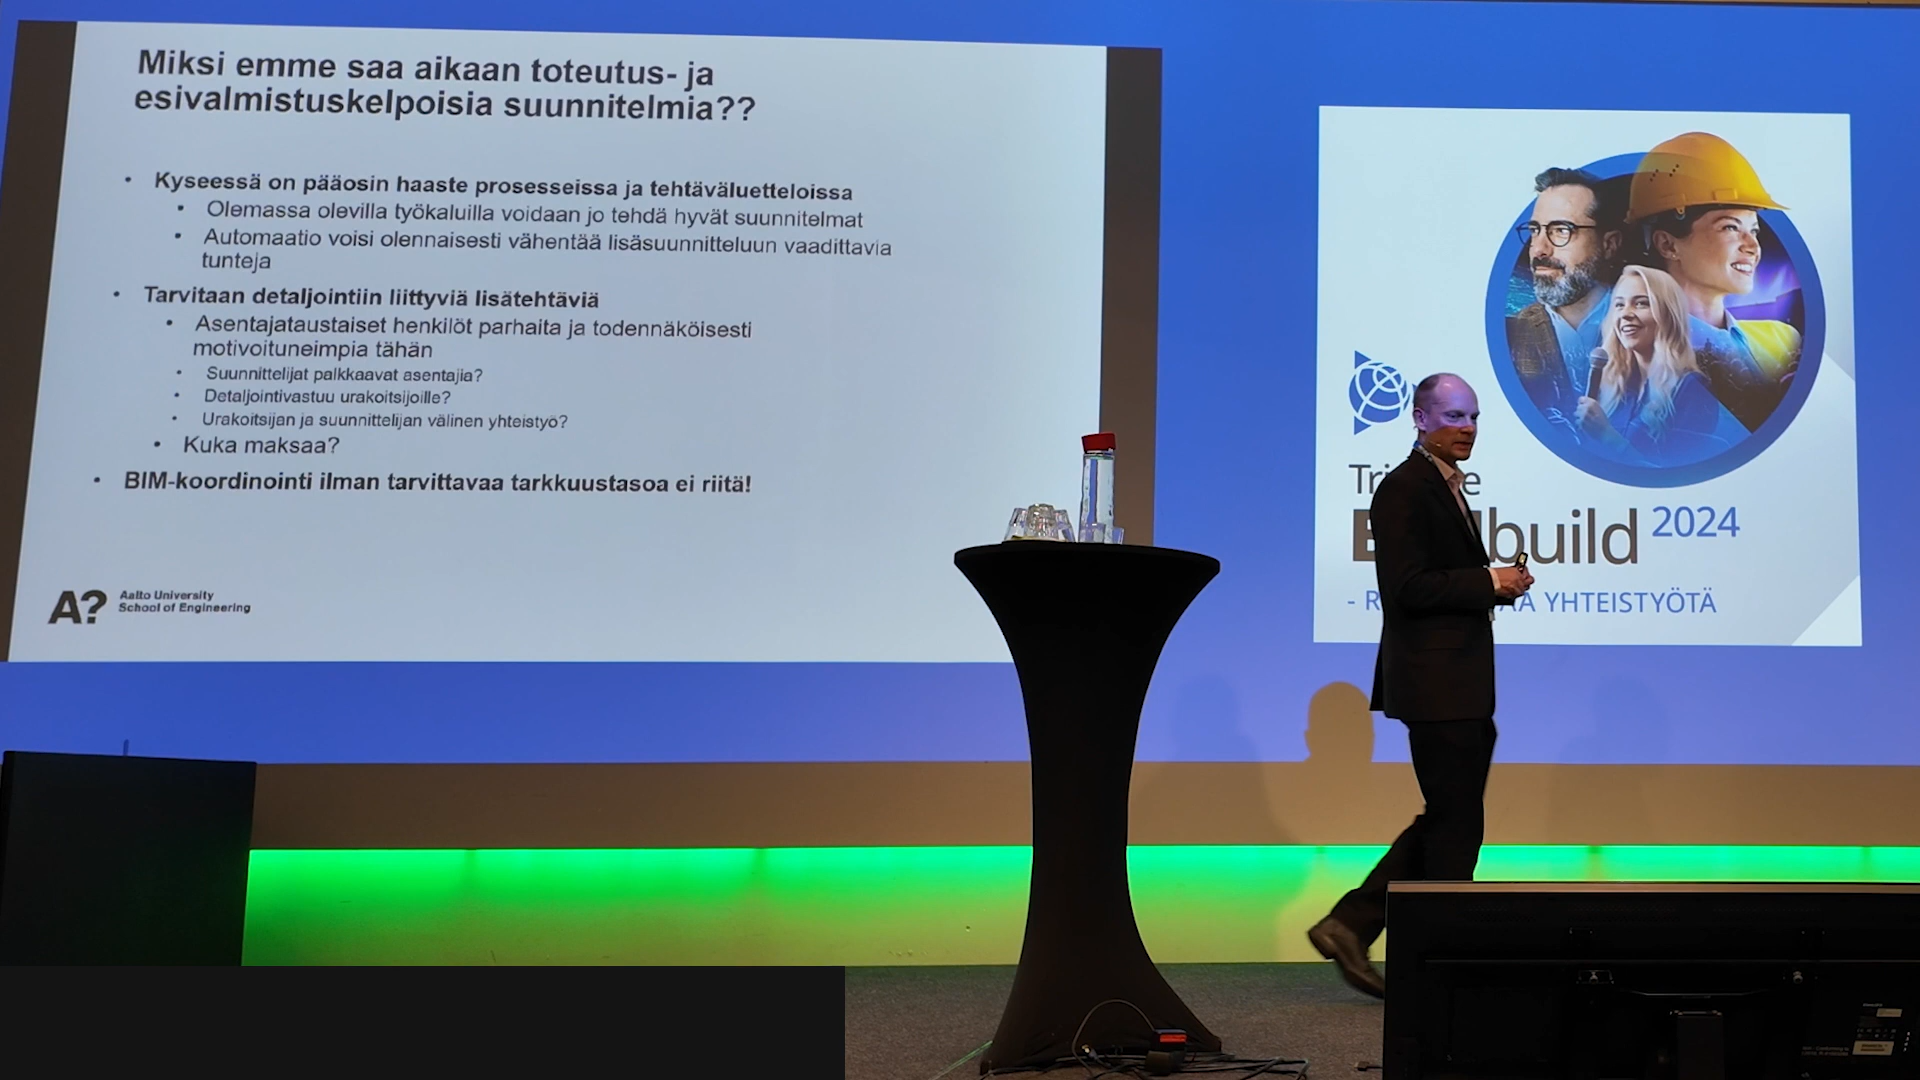 Miksi emme saa aikaan toteutus- ja
esivalmistuskelpoisia suunnitelmia??
• Kyseessä on pääosin haaste prosesseissa ja tehtäväluetteloissa
• Olemassa olevilla työkaluilla voidaan jo tehdä hyvät suunnitelmat
• Automaatio voisi olennaisesti vähentää lisäsuunnitteluun vaadittavia
tunteja
• Tarvitaan detaljointiin liittyviä lisätehtäviä
• Asentajataustaiset henkilöt parhaita ja todennäköisesti
motivoituneimpia tähän
• Suunnittelijat palkkaavat asentajia?
• Detaljointivastuu urakoitsijoille?
• Urakoitsijan ja suunnittelijan välinen yhteistyö?
• Kuka maksaa?
• BIM-koordinointi ilman tarvittavaa tarkkuustasoa ei riitä!
A? Aalto University
School of Engineering
build 2024
YHTEISTYÖTÄ